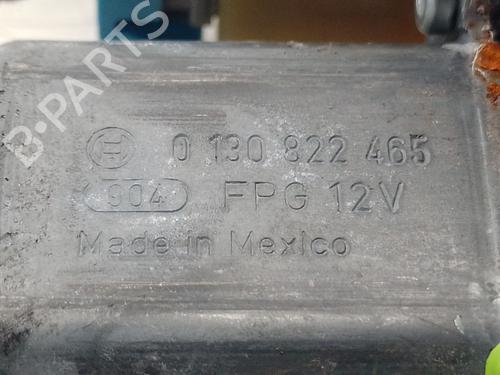 B-PARTS
0 130 822 465
904 FPG 12V
Made in Mexico